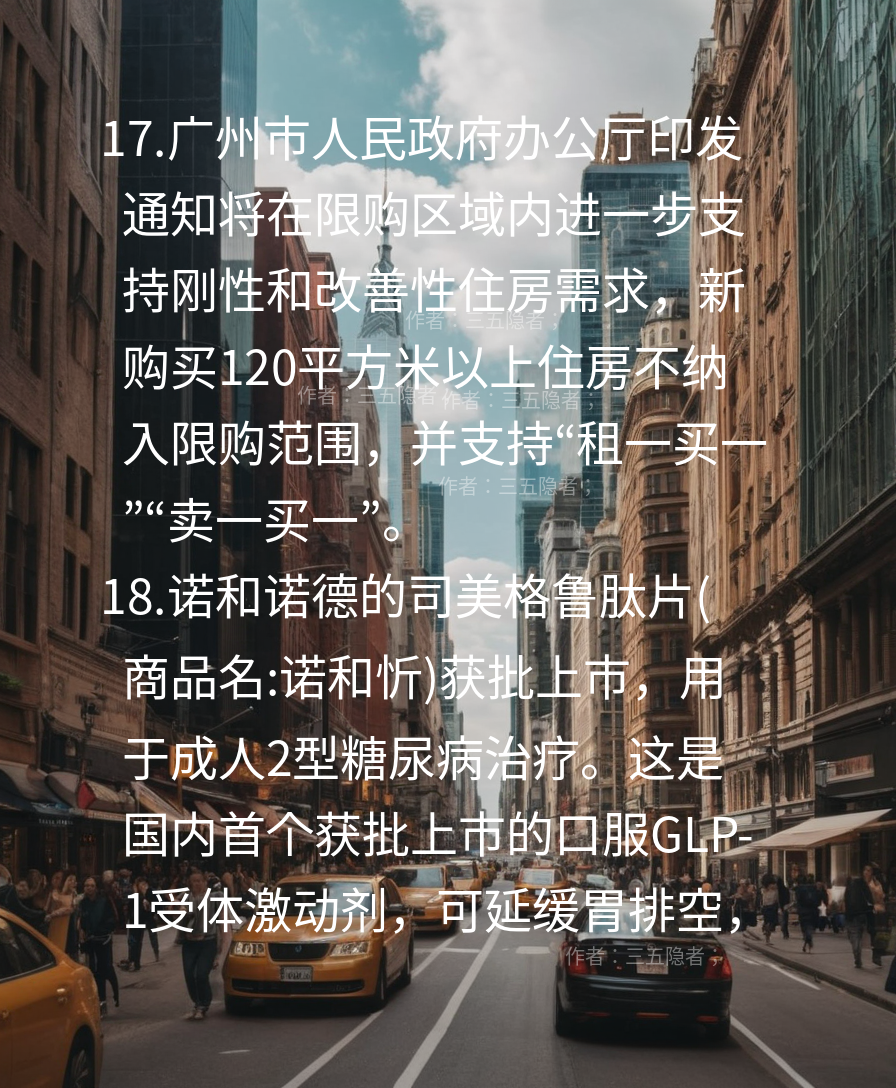 17.广州市人民政府办公厅印发
通知将在限购区域内进一步支
持刚性和改善性住房需求，新
作者：三五隐者；
购买120平方米以上住房不纳
作者：三五隐者
作者：三五隐者；
入限购范围，并支持“租一买一
作者：三五隐者；
”“卖一买一”。
18.诺和诺德的司美格鲁肽片(
商品名:诺和忻)获批上市，用
于成人2型糖尿病治疗。这是
国内首个获批上市的口服GLP-
1受体激动剂，可延缓胃排空，
作者：三五隐者；